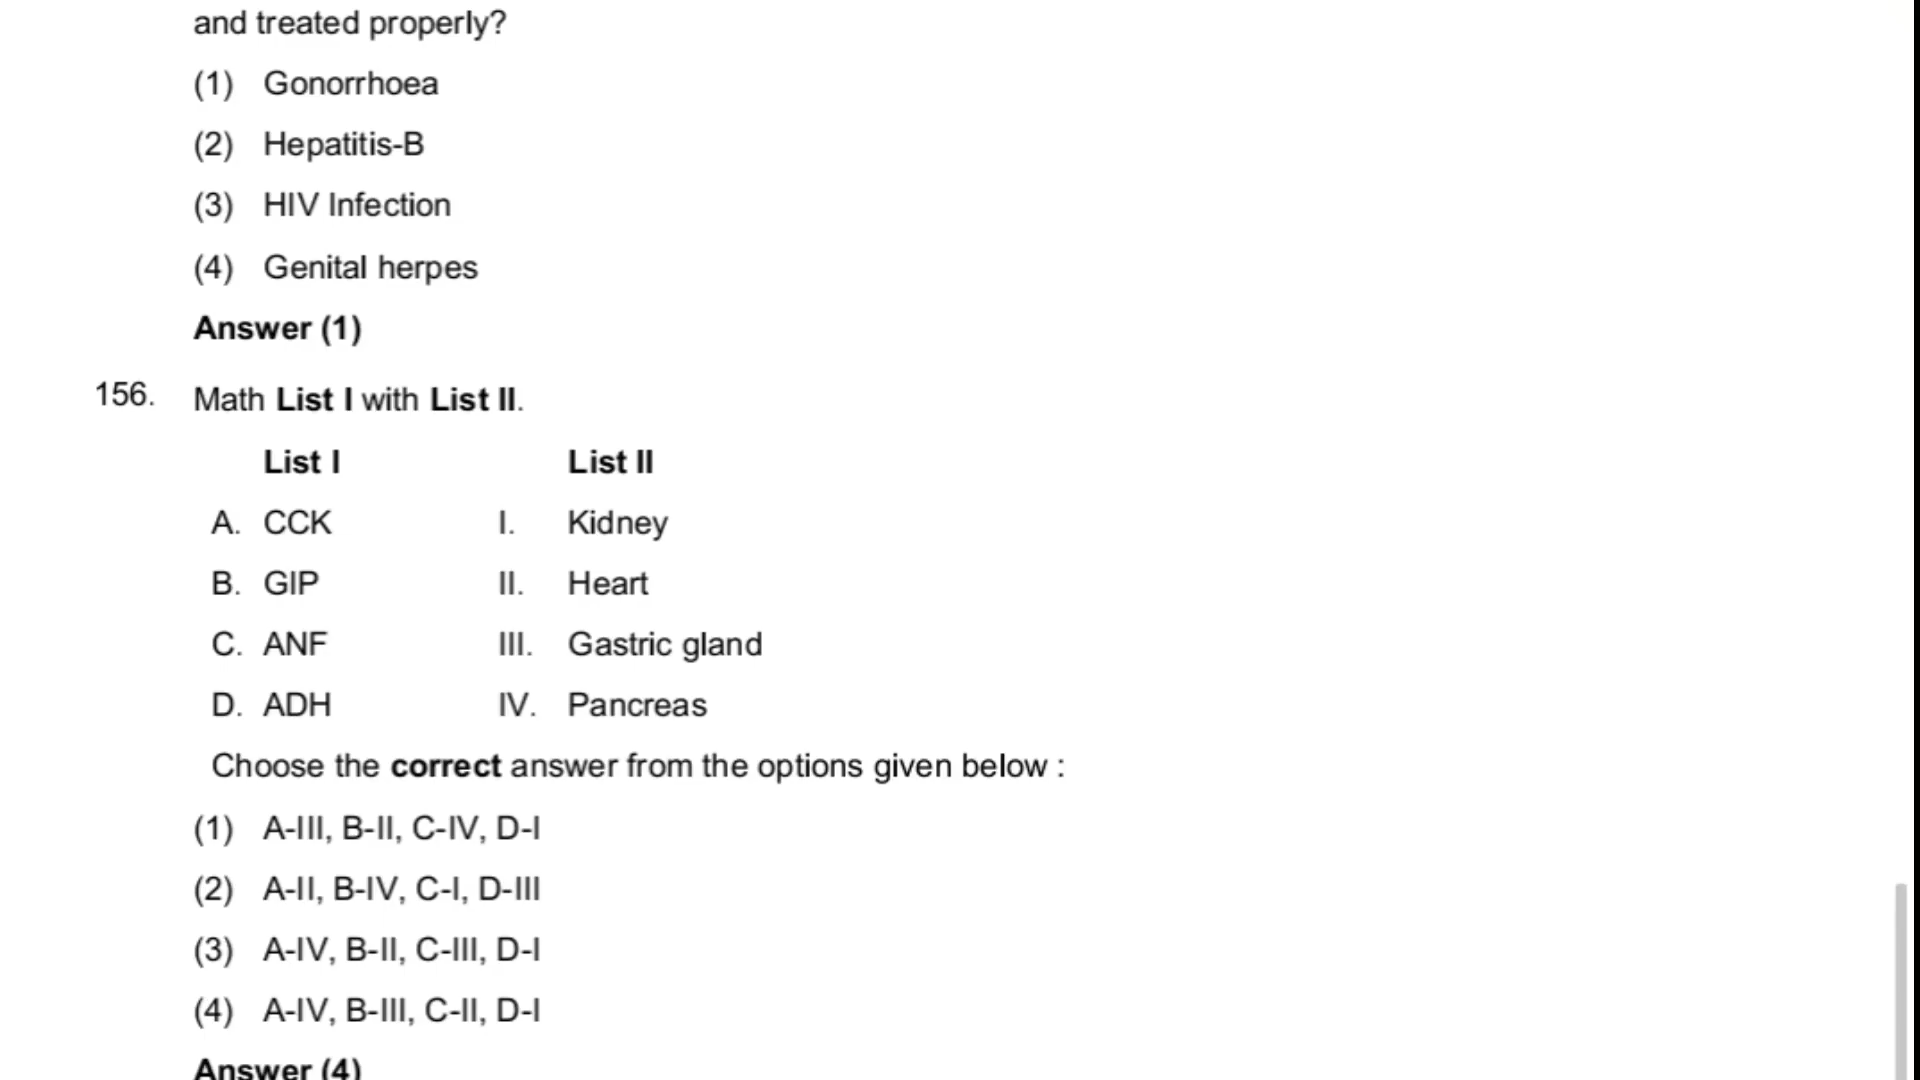 and treated properly?
(1) Gonorrhoea
(2) Hepatitis-B
(3) HIV Infection
(4) Genital herpes
Answer (1)
156. Math List I with List II.
List I List II
A. CCK I. Kidney
B. GIP II. Heart
C. ANF III. Gastric gland
D. ADH IV. Pancreas
Choose the correct answer from the options given below :
(1) A-III, B-II, C-IV, D-I
(2) A-II, B-IV, C-I, D-III
(3) A-IV, B-II, C-III, D-I
(4) A-IV, B-III, C-II, D-I
Answer (4)